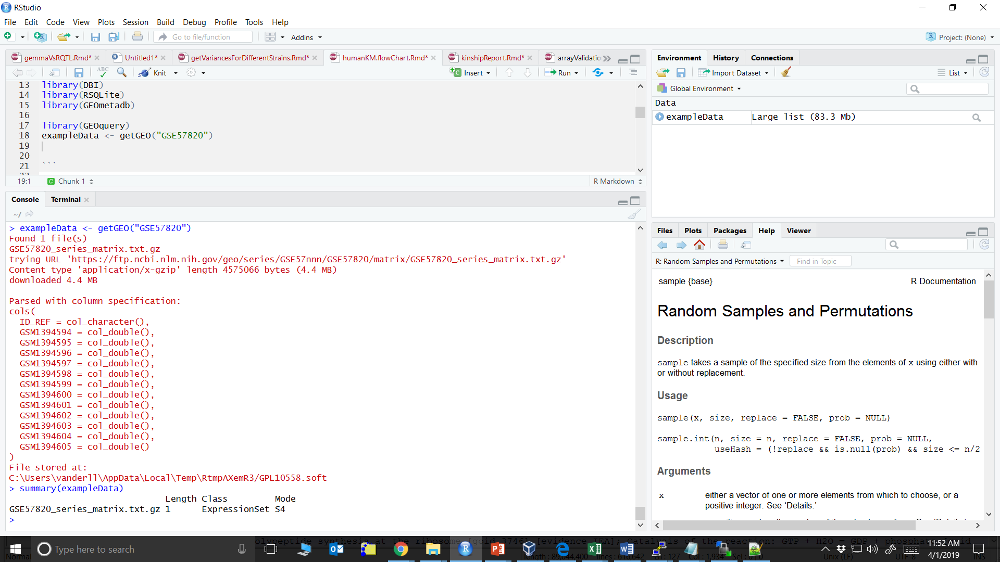 RStudio
File Edit Code View Plots Session Build Debug Profile Tools Help
Go to file/function Addins Project: (None)
gemmaVsRQTL.Rmd* Untitled1* getVariancesForDifferentStrains.Rmd* humanKM.flowChart.Rmd* kinshipReport.Rmd* arrayValidatio
ABC Knit Insert Run
13 library(DBI)
14 library(RSQLite)
15 library(GEOmetadb)
16
17 library(GEOquery)
18 exampleData <- getGEO("GSE57820")
19
20
21 ```
19:1 Chunk 1 R Markdown
Console Terminal
~/
> exampleData <- getGEO("GSE57820")
Found 1 file(s)
GSE57820_series_matrix.txt.gz
trying URL 'https://ftp.ncbi.nlm.nih.gov/geo/series/GSE57nnn/GSE57820/matrix/GSE57820_series_matrix.txt.gz'
Content type 'application/x-gzip' length 4575066 bytes (4.4 MB)
downloaded 4.4 MB
Parsed with column specification:
cols(
ID_REF = col_character(),
GSM1394594 = col_double(),
GSM1394595 = col_double(),
GSM1394596 = col_double(),
GSM1394597 = col_double(),
GSM1394598 = col_double(),
GSM1394599 = col_double(),
GSM1394600 = col_double(),
GSM1394601 = col_double(),
GSM1394602 = col_double(),
GSM1394603 = col_double(),
GSM1394604 = col_double(),
GSM1394605 = col_double()
)
File stored at:
C:\Users\vanderll\AppData\Local\Temp\RtmpAXemR3/GPL10558.soft
> summary(exampleData)
Length Class Mode
GSE57820_series_matrix.txt.gz 1 ExpressionSet S4
>
Environment History Connections
Import Dataset List
Global Environment
Data
exampleData Large list (83.3 Mb)
Files Plots Packages Help Viewer
R: Random Samples and Permutations Find in Topic
sample {base} R Documentation
Random Samples and Permutations
Description
sample takes a sample of the specified size from the elements of x using either with
or without replacement.
Usage
sample(x, size, replace = FALSE, prob = NULL)
sample.int(n, size = n, replace = FALSE, prob = NULL,
useHash = (!replace && is.null(prob) && size <= n/2
Arguments
x either a vector of one or more elements from which to choose, or a
positive integer. See ‘Details.’
Type here to search
11:52 AM
4/1/2019